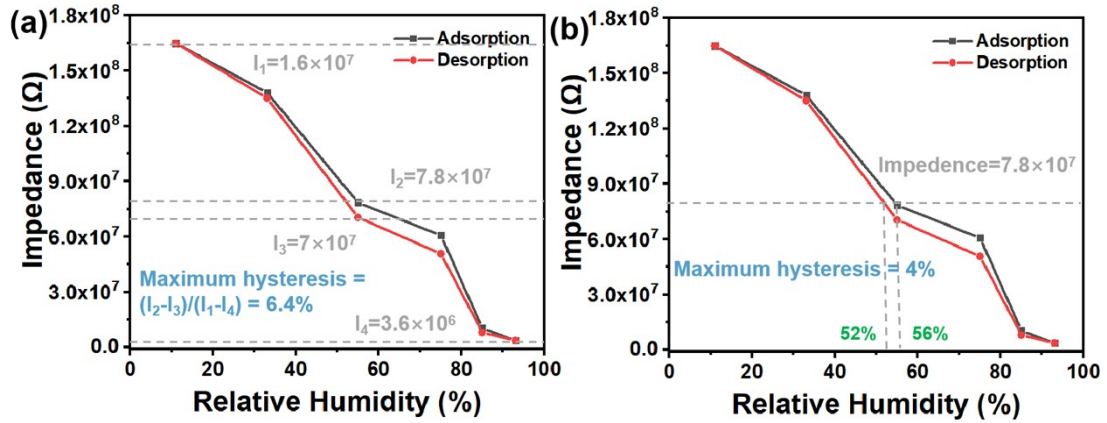 (a)
1.8x10⁸
1.5x10⁸
1.2x10⁸
9.0x10⁷
6.0x10⁷
3.0x10⁷
0.0
Impedance (Ω)
Adsorption
Desorption
I₁=1.6×10⁷
I₂=7.8×10⁷
I₃=7×10⁷
Maximum hysteresis =
(I₂-I₃)/(I₁-I₄) = 6.4%
I₄=3.6×10⁶
0 20 40 60 80 100
Relative Humidity (%)
(b)
1.8x10⁸
1.5x10⁸
1.2x10⁸
9.0x10⁷
6.0x10⁷
3.0x10⁷
0.0
Impedance (Ω)
Adsorption
Desorption
Impedence=7.8×10⁷
Maximum hysteresis = 4%
52% 56%
0 20 40 60 80 100
Relative Humidity (%)